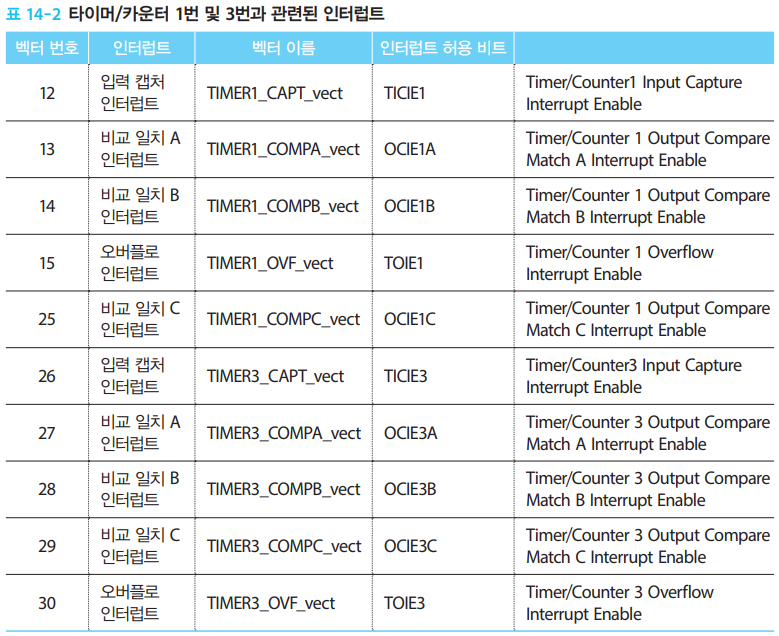 표 14-2 타이머/카운터 1번 및 3번과 관련된 인터럽트
벡터 번호 인터럽트 벡터 이름 인터럽트 허용 비트
12 입력 캡처 인터럽트 TIMER1_CAPT_vect TICIE1 Timer/Counter1 Input Capture Interrupt Enable
13 비교 일치 A 인터럽트 TIMER1_COMPA_vect OCIE1A Timer/Counter 1 Output Compare Match A Interrupt Enable
14 비교 일치 B 인터럽트 TIMER1_COMPB_vect OCIE1B Timer/Counter 1 Output Compare Match B Interrupt Enable
15 오버플로 인터럽트 TIMER1_OVF_vect TOIE1 Timer/Counter 1 Overflow Interrupt Enable
25 비교 일치 C 인터럽트 TIMER1_COMPC_vect OCIE1C Timer/Counter 1 Output Compare Match C Interrupt Enable
26 입력 캡처 인터럽트 TIMER3_CAPT_vect TICIE3 Timer/Counter3 Input Capture Interrupt Enable
27 비교 일치 A 인터럽트 TIMER3_COMPA_vect OCIE3A Timer/Counter 3 Output Compare Match A Interrupt Enable
28 비교 일치 B 인터럽트 TIMER3_COMPB_vect OCIE3B Timer/Counter 3 Output Compare Match B Interrupt Enable
29 비교 일치 C 인터럽트 TIMER3_COMPC_vect OCIE3C Timer/Counter 3 Output Compare Match C Interrupt Enable
30 오버플로 인터럽트 TIMER3_OVF_vect TOIE3 Timer/Counter 3 Overflow Interrupt Enable